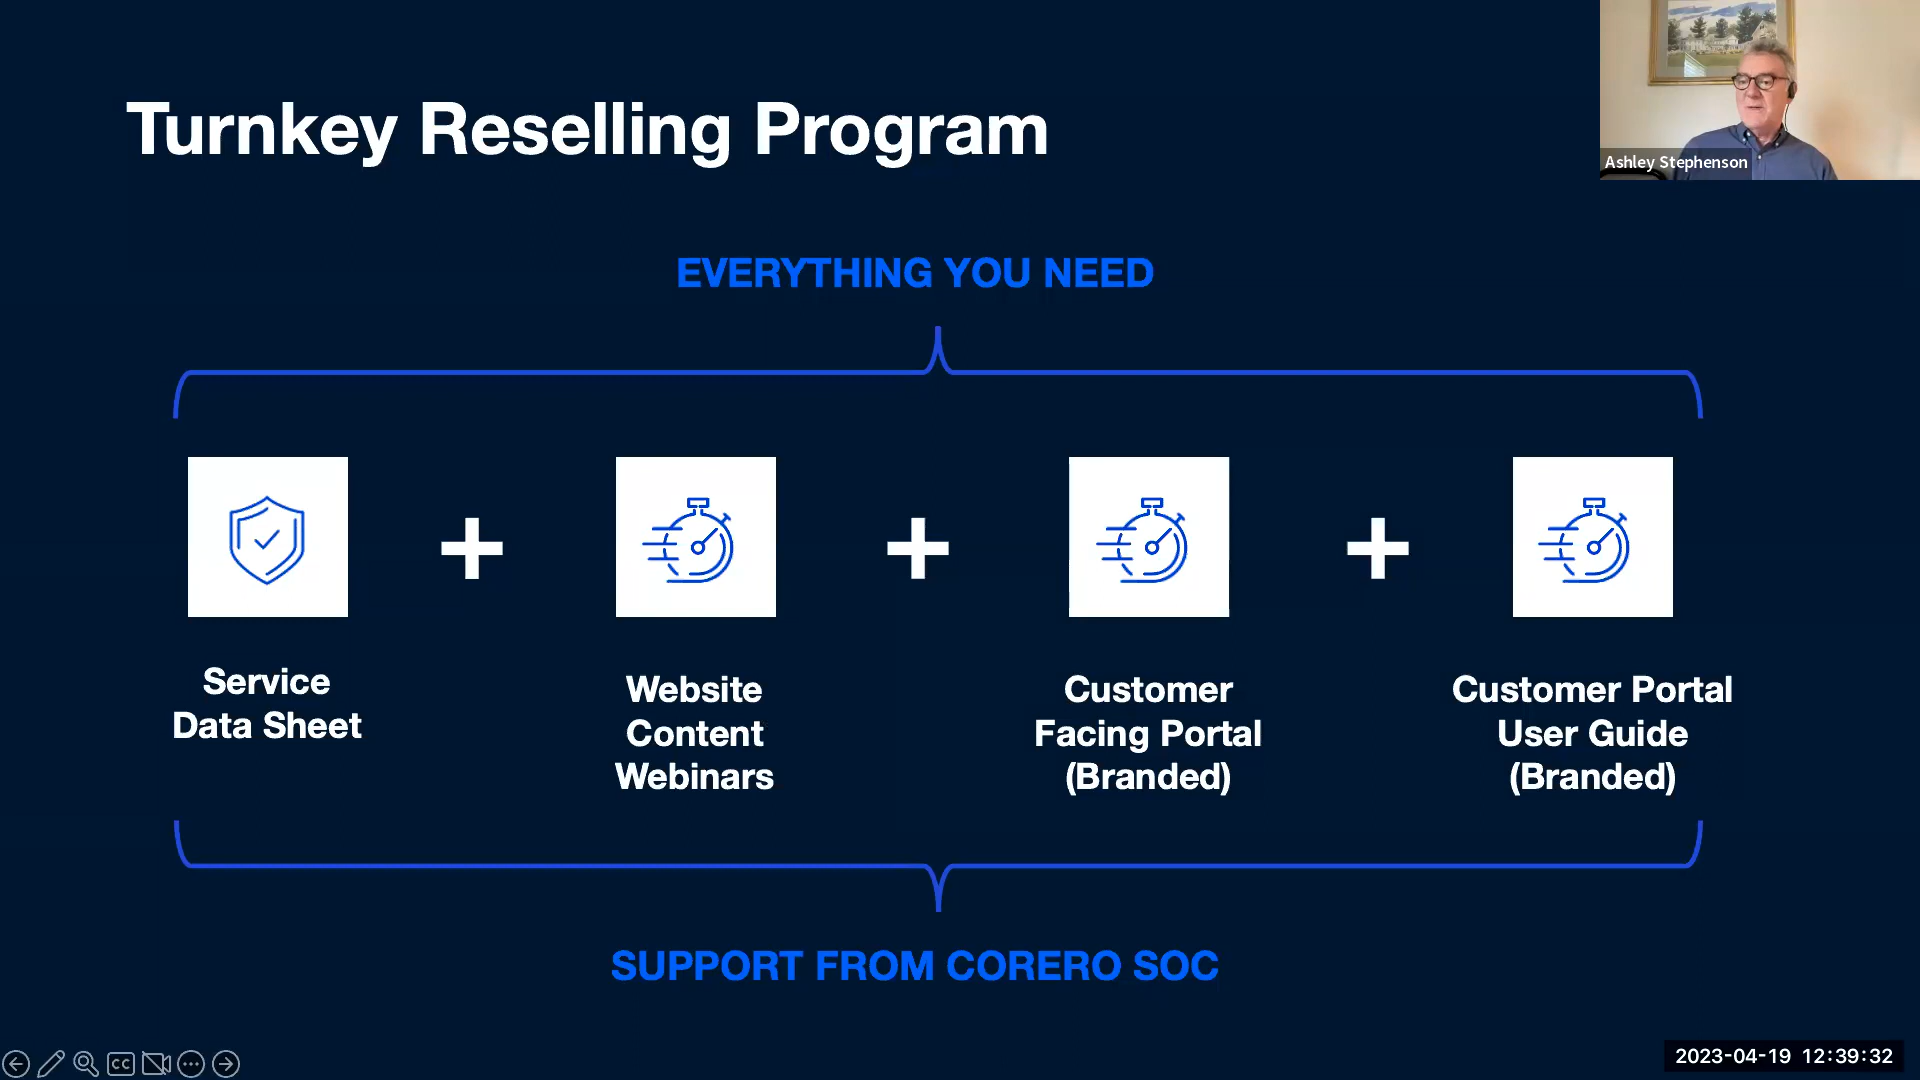 Turnkey Reselling Program
Ashley Stephenson
EVERYTHING YOU NEED
Service
Data Sheet
Website
Content
Webinars
Customer
Facing Portal
(Branded)
Customer Portal
User Guide
(Branded)
SUPPORT FROM CORERO SOC
CC
2023-04-19 12:39:32